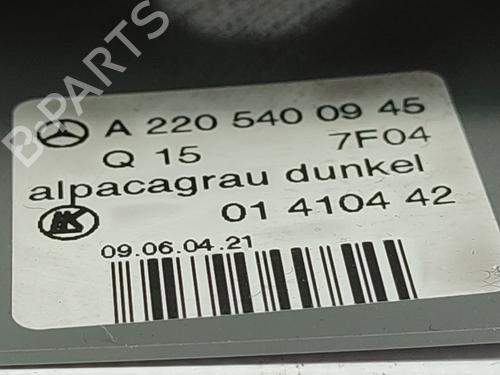 B-PARTS
A 220 540 09 45
Q 15 7F04
alpacagrau dunkel
01 4104 42
09.06.04.21